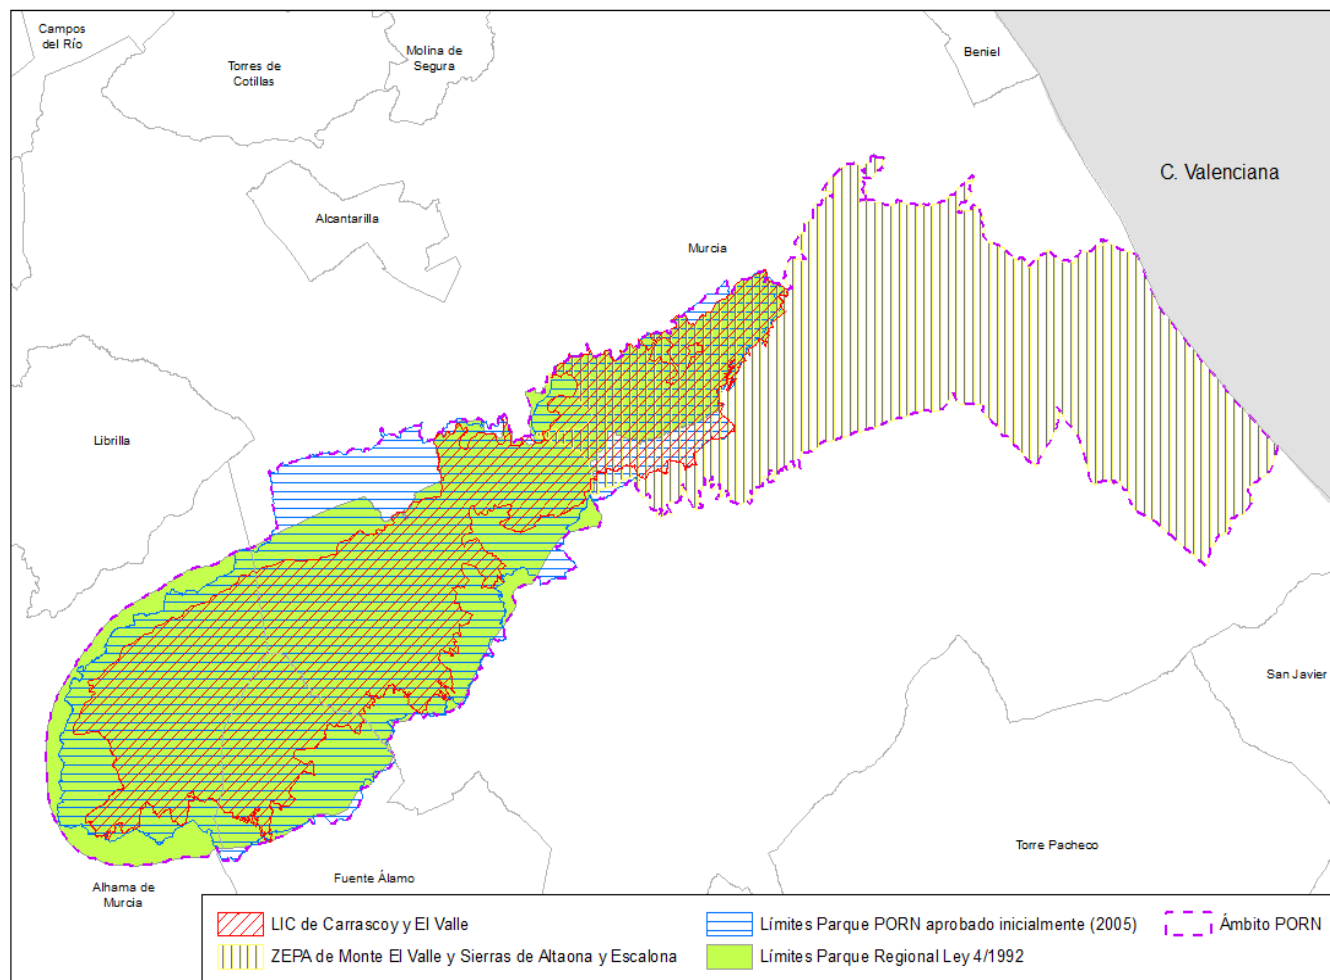 Campos
del Río
Torres de
Cotillas
Molina de
Segura
Beniel
C. Valenciana
Alcantarilla
Murcia
Librilla
San Javier
Torre Pacheco
Fuente Álamo
Alhama de
Murcia
LIC de Carrascoy y El Valle
Límites Parque PORN aprobado inicialmente (2005)
Ámbito PORN
ZEPA de Monte El Valle y Sierras de Altaona y Escalona
Límites Parque Regional Ley 4/1992